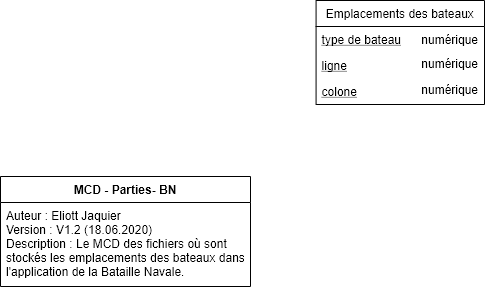 Emplacements des bateaux
type de bateau numérique
ligne numérique
colone numérique
MCD - Parties- BN
Auteur : Eliott Jaquier
Version : V1.2 (18.06.2020)
Description : Le MCD des fichiers où sont
stockés les emplacements des bateaux dans
l'application de la Bataille Navale.